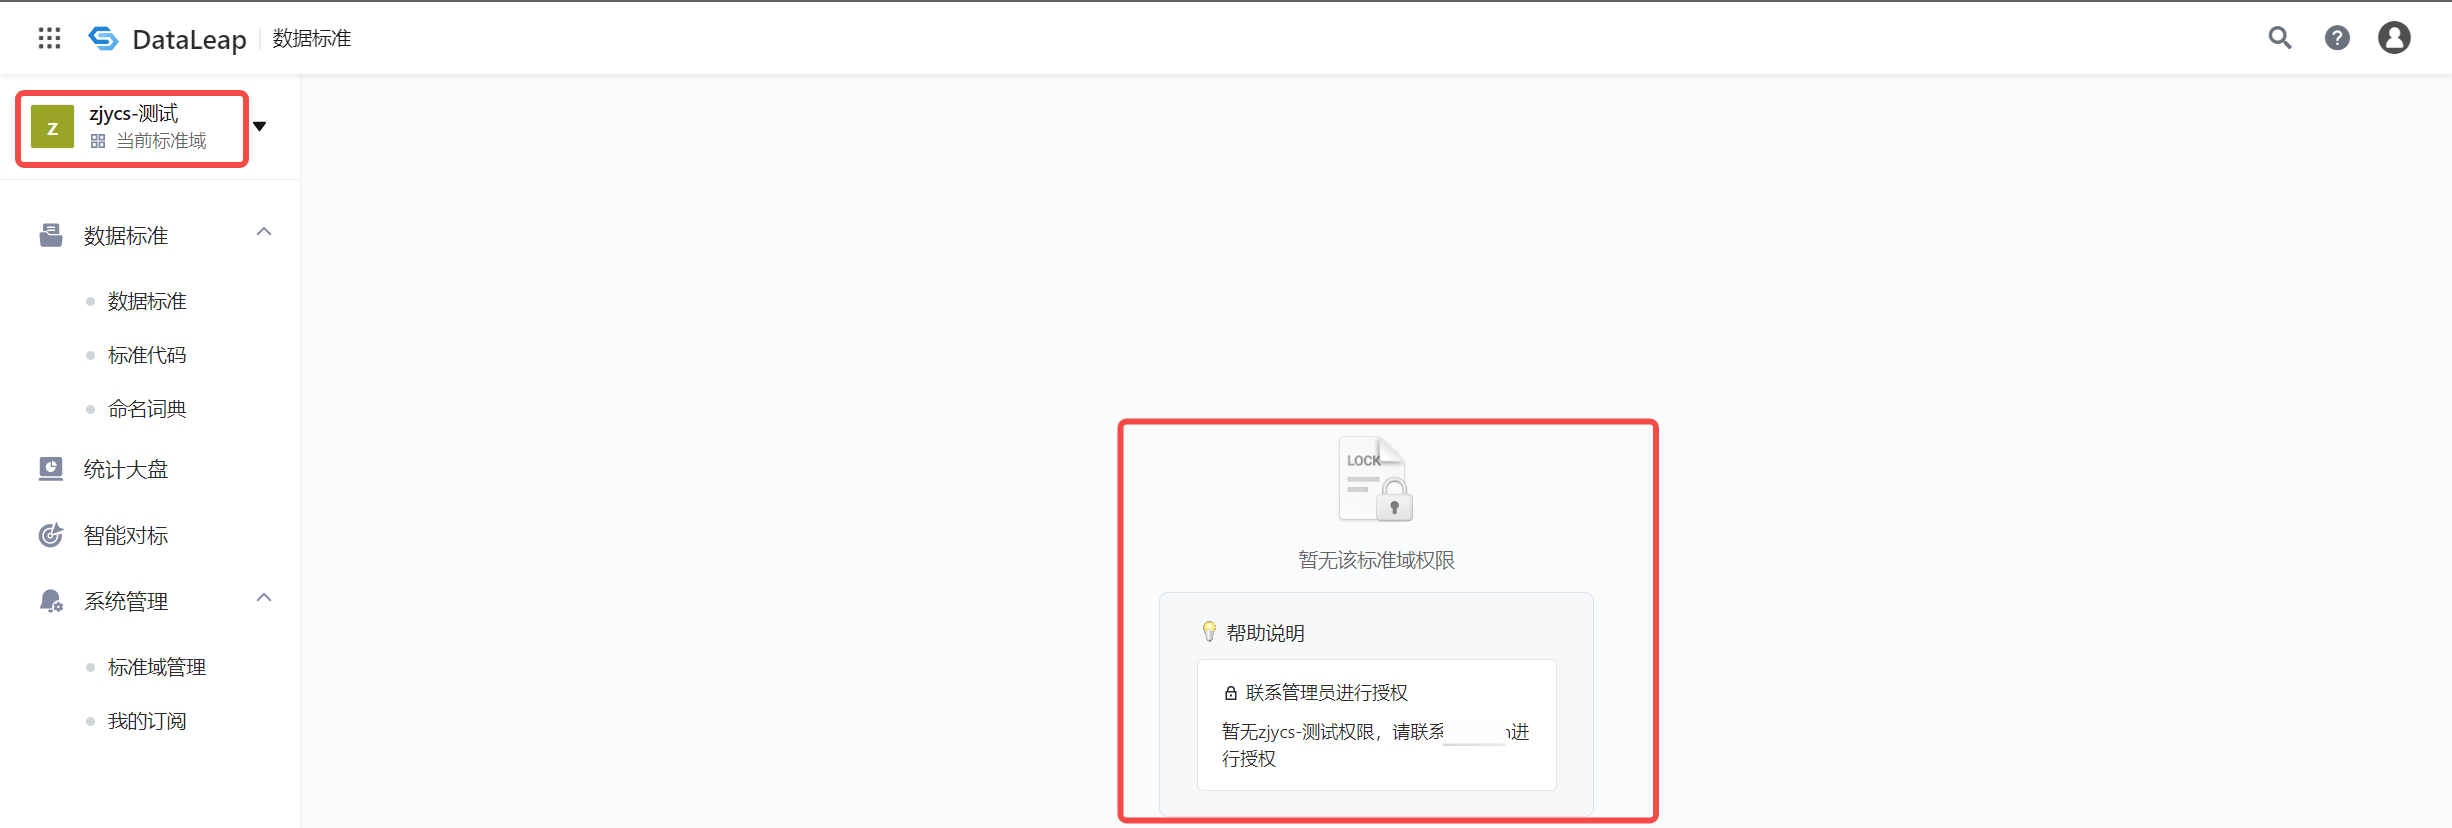 DataLeap
数据标准
z
zjycs-测试
当前标准域
数据标准
数据标准
标准代码
命名词典
统计大盘
智能对标
系统管理
标准域管理
我的订阅
LOCK
暂无该标准域权限
帮助说明
联系管理员进行授权
暂无zjycs-测试权限，请联系 进
行授权